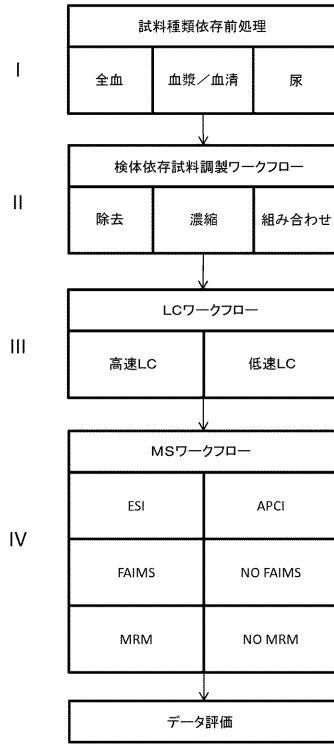 試料種類依存前処理
I
全血 血漿／血清 尿
検体依存試料調製ワークフロー
II
除去 濃縮 組み合わせ
LCワークフロー
III
高速LC 低速LC
MSワークフロー
ESI APCI
IV
FAIMS NO FAIMS
MRM NO MRM
データ評価